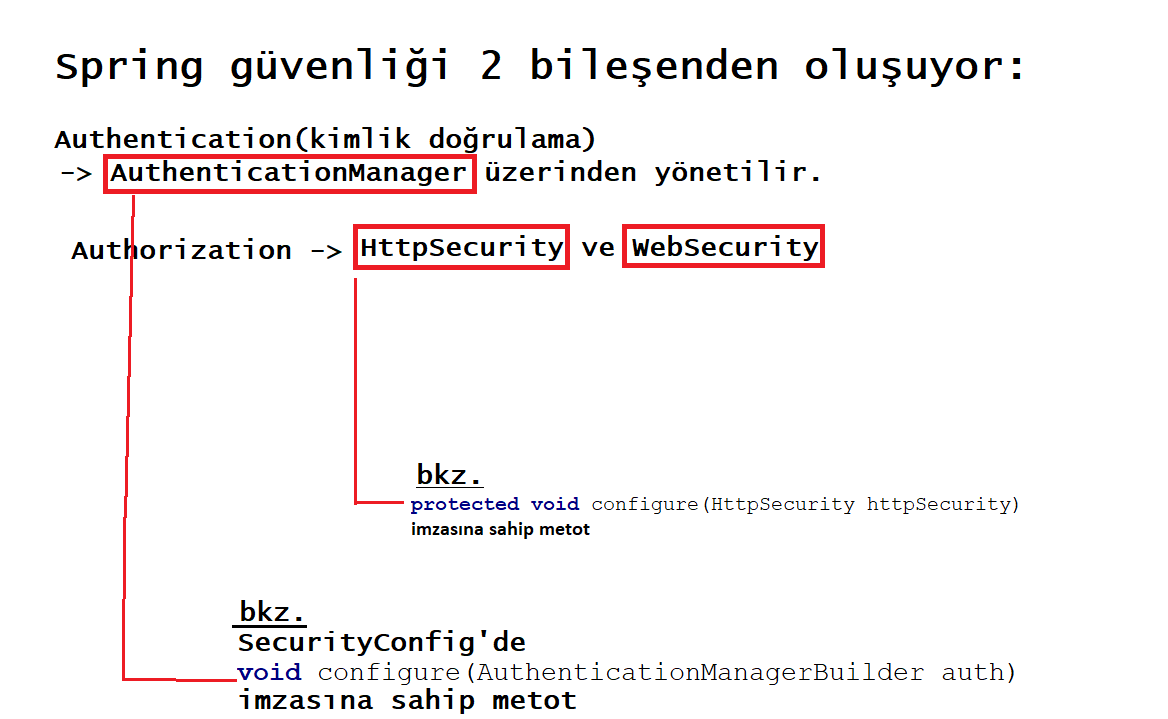 Spring güvenliği 2 bileşenden oluşuyor:
Authentication(kimlik doğrulama)
-> AuthenticationManager üzerinden yönetilir.
Authorization -> HttpSecurity ve WebSecurity
bkz.
protected void configure(HttpSecurity httpSecurity)
imzasına sahip metot
bkz.
SecurityConfig'de
void configure(AuthenticationManagerBuilder auth)
imzasına sahip metot